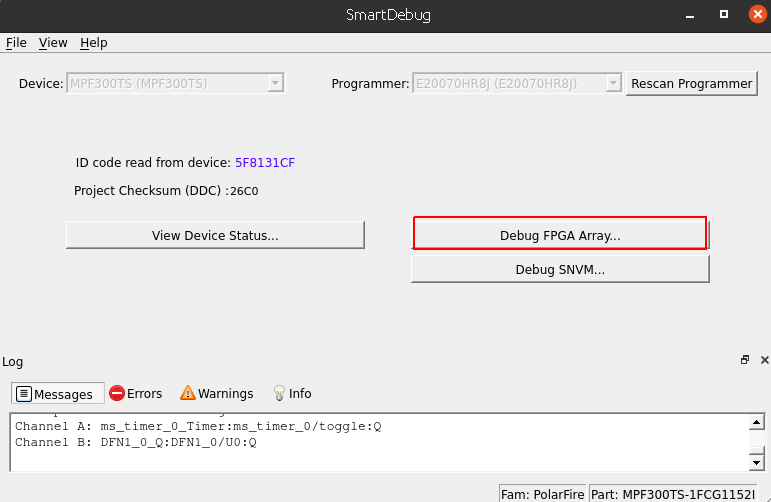 SmartDebug
File View Help
Device: MPF300TS (MPF300TS) Programmer: E20070HR8J (E20070HR8J) Rescan Programmer
ID code read from device: 5F8131CF
Project Checksum (DDC) :26C0
View Device Status... Debug FPGA Array...
Debug SNVM...
Log
Messages Errors Warnings Info
Channel A: ms_timer_0_Timer:ms_timer_0/toggle:Q
Channel B: DFN1_0_Q:DFN1_0/U0:Q
Fam: PolarFire Part: MPF300TS-1FCG1152I